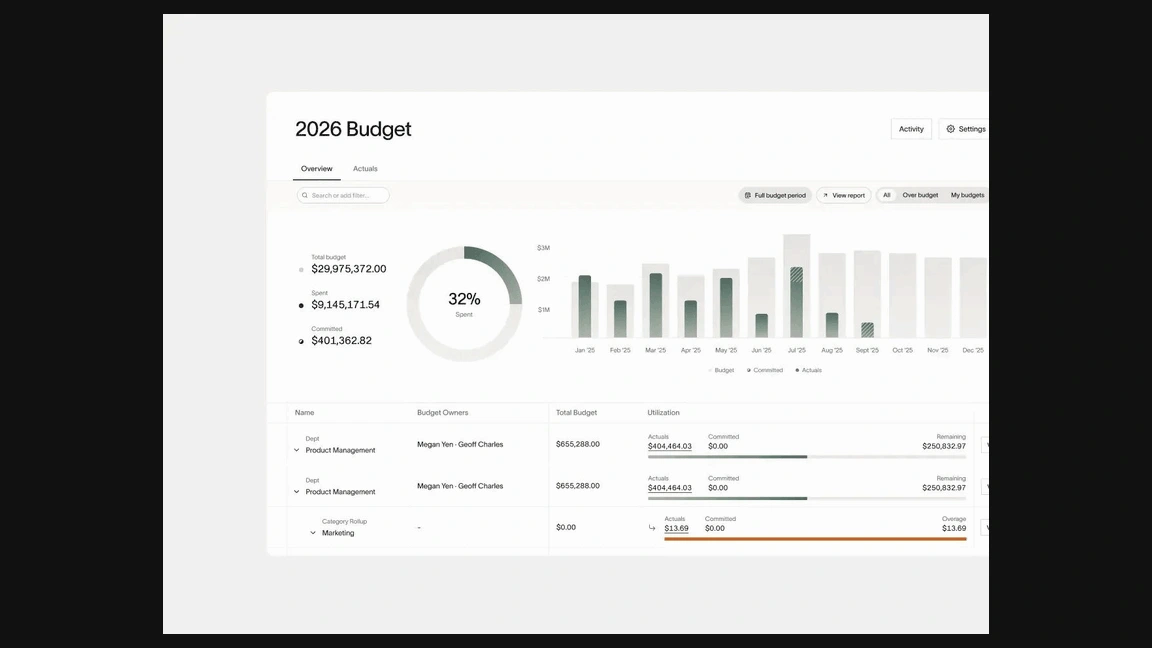 2026 Budget
Activity
Settings
Overview
Actuals
Search or add filter...
Full budget period
View report
All
Over budget
My budgets
Total budget
$29,975,372.00
Spent
$9,145,171.54
Committed
$401,362.82
32%
Spent
$3M
$2M
$1M
Jan '25 Feb '25 Mar '25 Apr '25 May '25 Jun '25 Jul '25 Aug '25 Sept '25 Oct '25 Nov '25 Dec '25
Budget Committed Actuals
Name Budget Owners Total Budget Utilization
Dept
Product Management
Megan Yen · Geoff Charles
$655,288.00
Actuals Committed Remaining
$404,464.03 $0.00 $250,832.97
Dept
Product Management
Megan Yen · Geoff Charles
$655,288.00
Actuals Committed Remaining
$404,464.03 $0.00 $250,832.97
Category Rollup
Marketing
–
$0.00
Actuals Committed Overage
$13.69 $0.00 $13.69